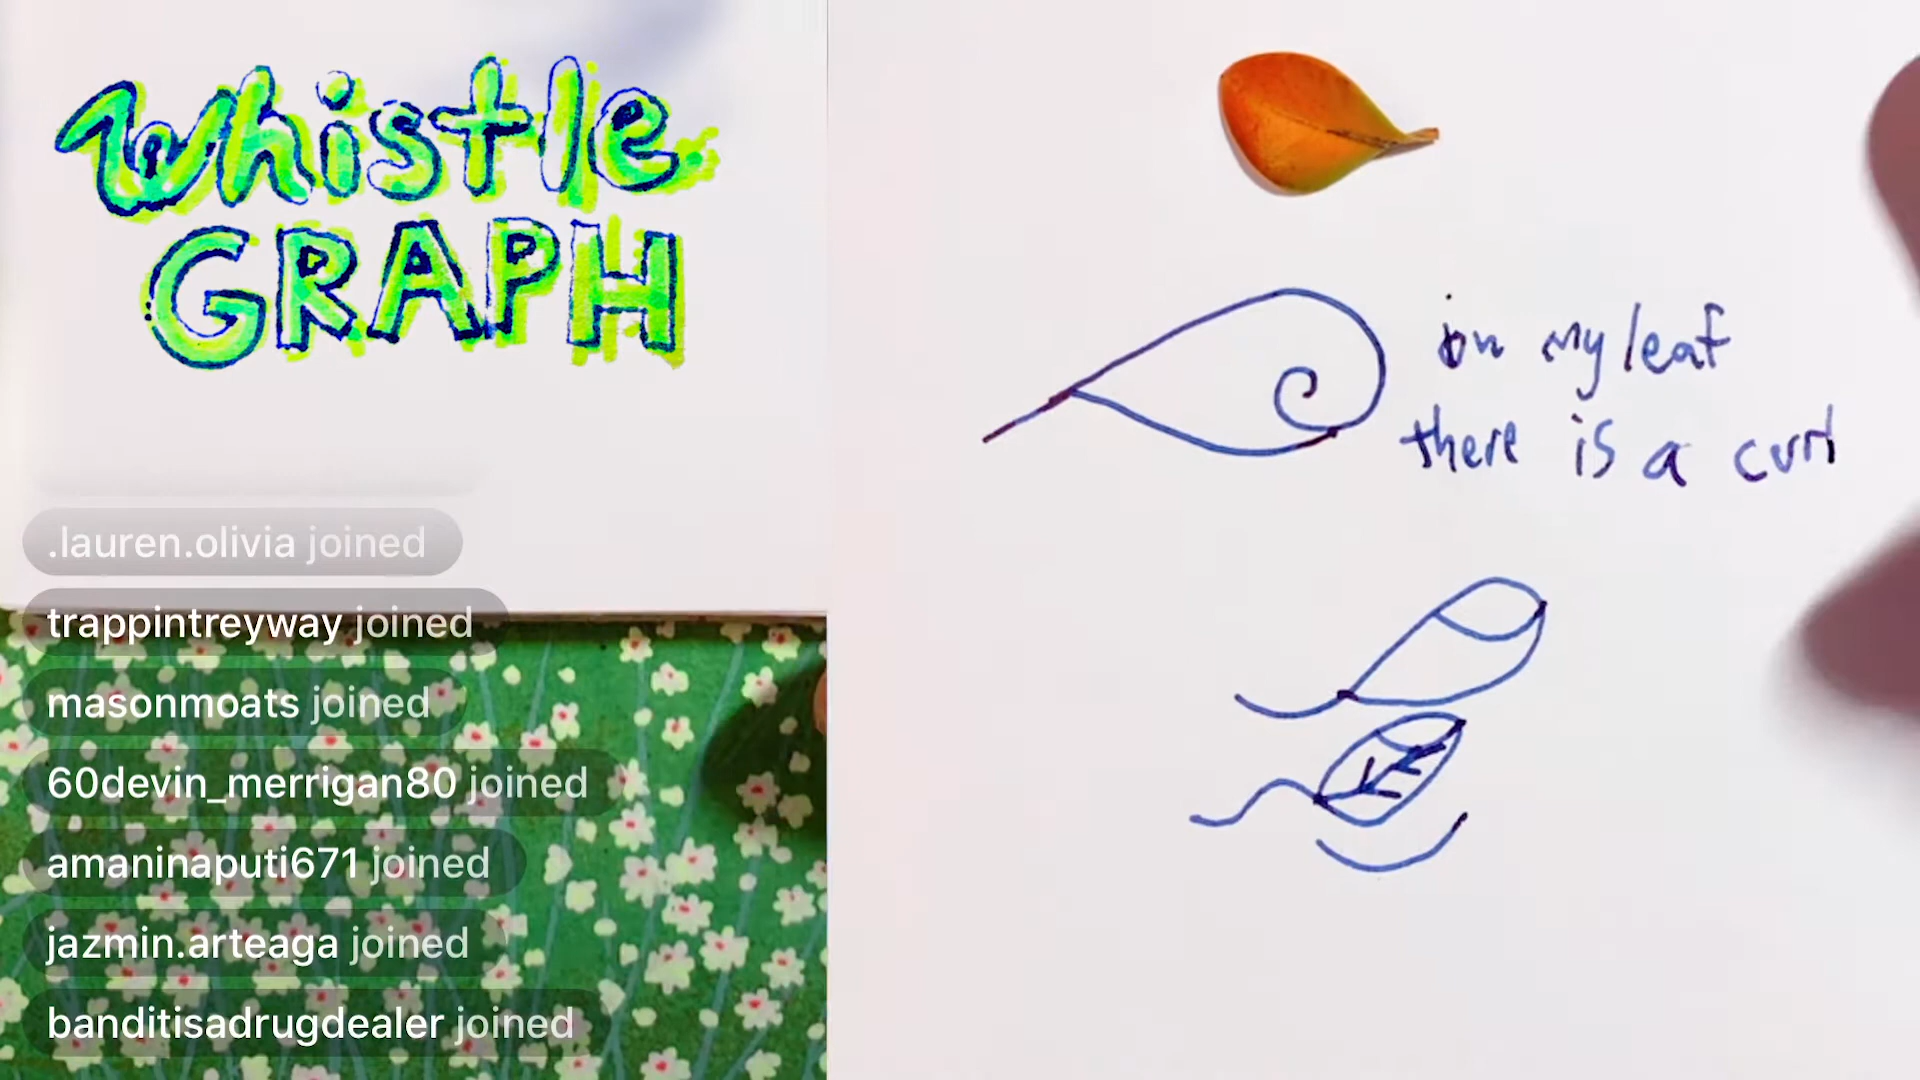 Whistle
GRAPH
.lauren.olivia joined
trappintreyway joined
masonmoats joined
60devin_merrigan80 joined
amaninaputi671 joined
jazmin.arteaga joined
banditisadrugdealer joined
on my leaf
there is a curl